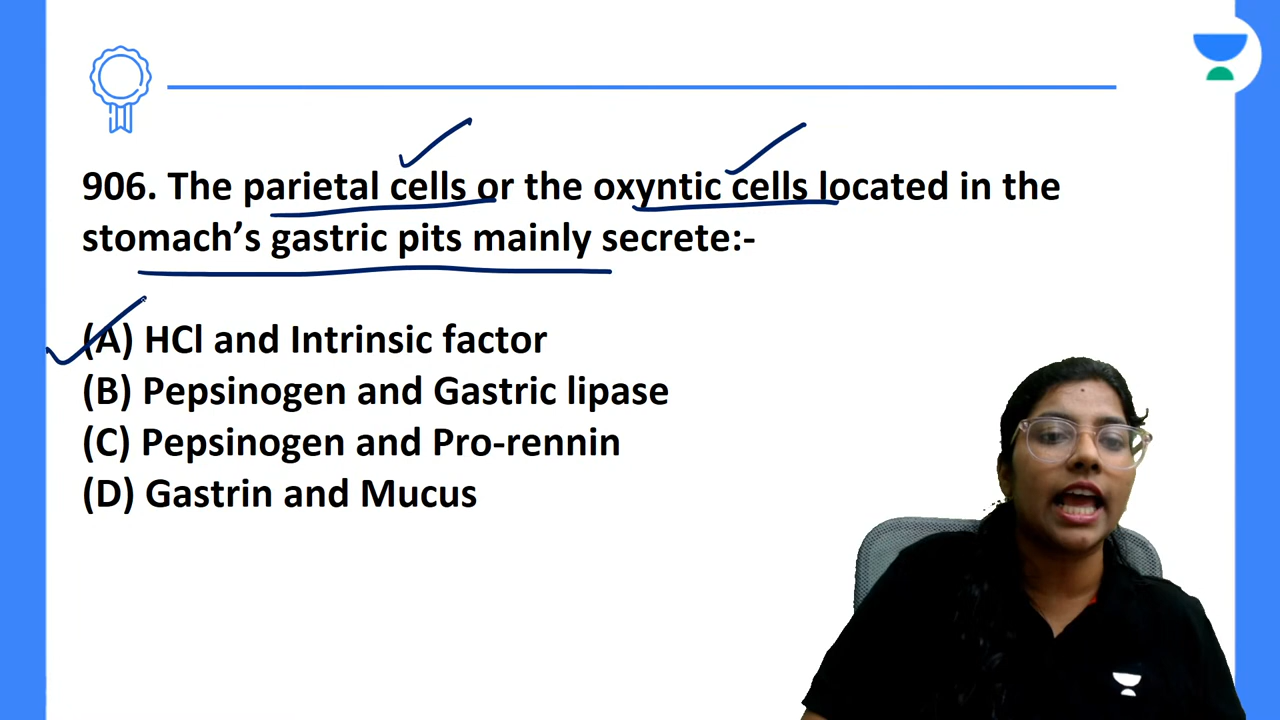 906. The parietal cells or the oxyntic cells located in the
stomach’s gastric pits mainly secrete:-
(A) HCl and Intrinsic factor
(B) Pepsinogen and Gastric lipase
(C) Pepsinogen and Pro-rennin
(D) Gastrin and Mucus